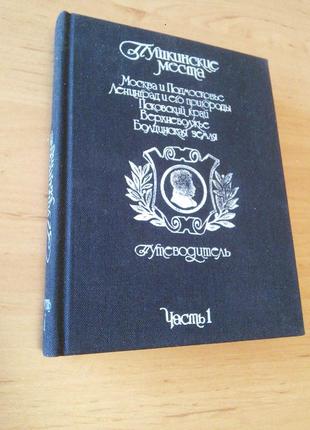 Пушкинские
места
Москва и Подмосковье
Ленинград и его пригороды
Псковский край
Верхневолжье
Болдинская земля
Путеводитель
Часть 1